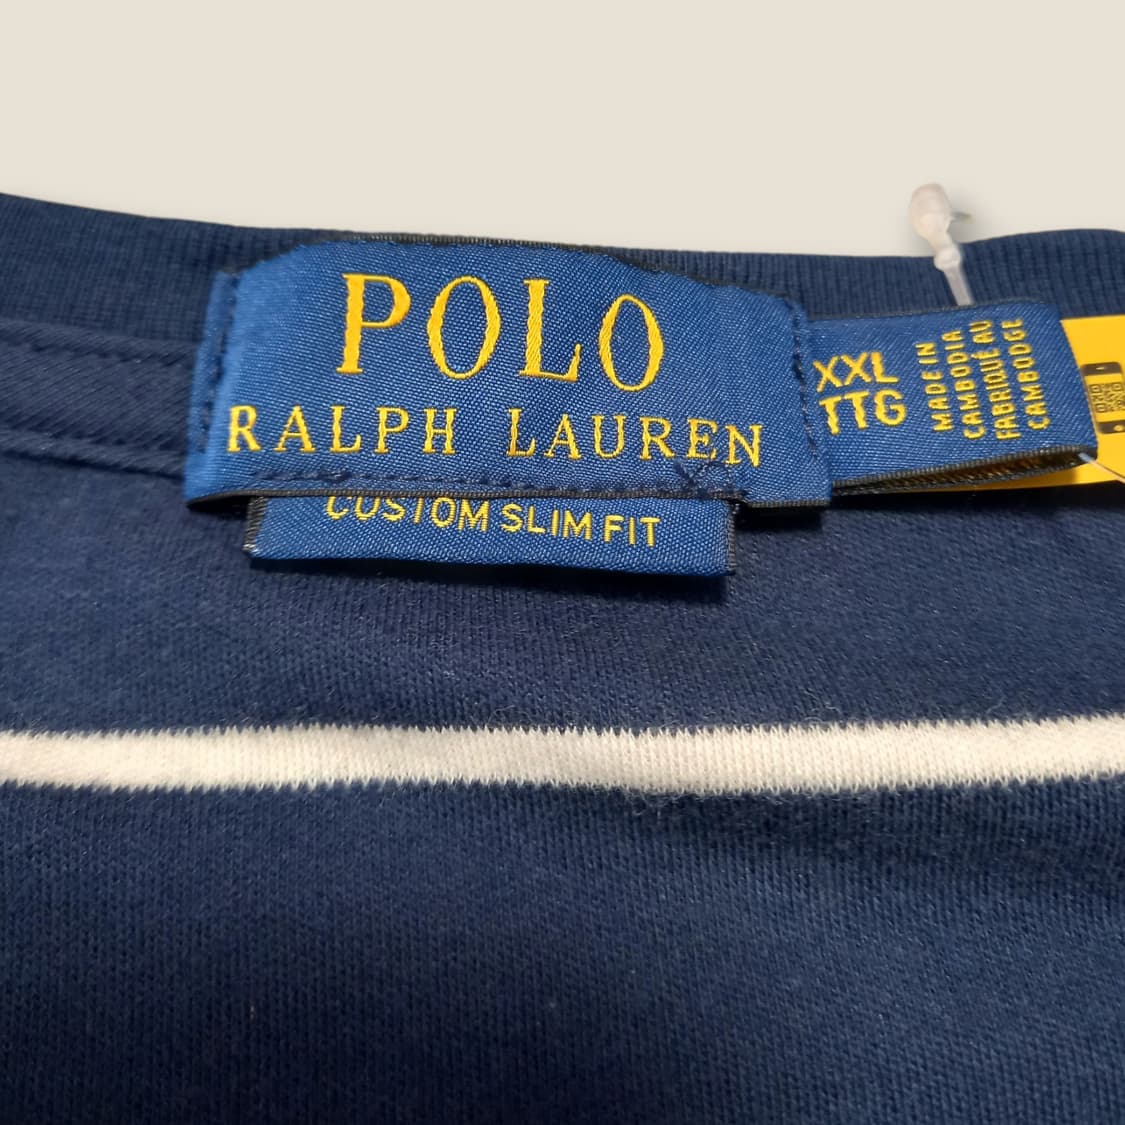 POLO
RALPH LAUREN
CUSTOM SLIM FIT
XXL
TTG
MADE IN
CAMBODIA
FABRIQUÉ AU
CAMBODGE